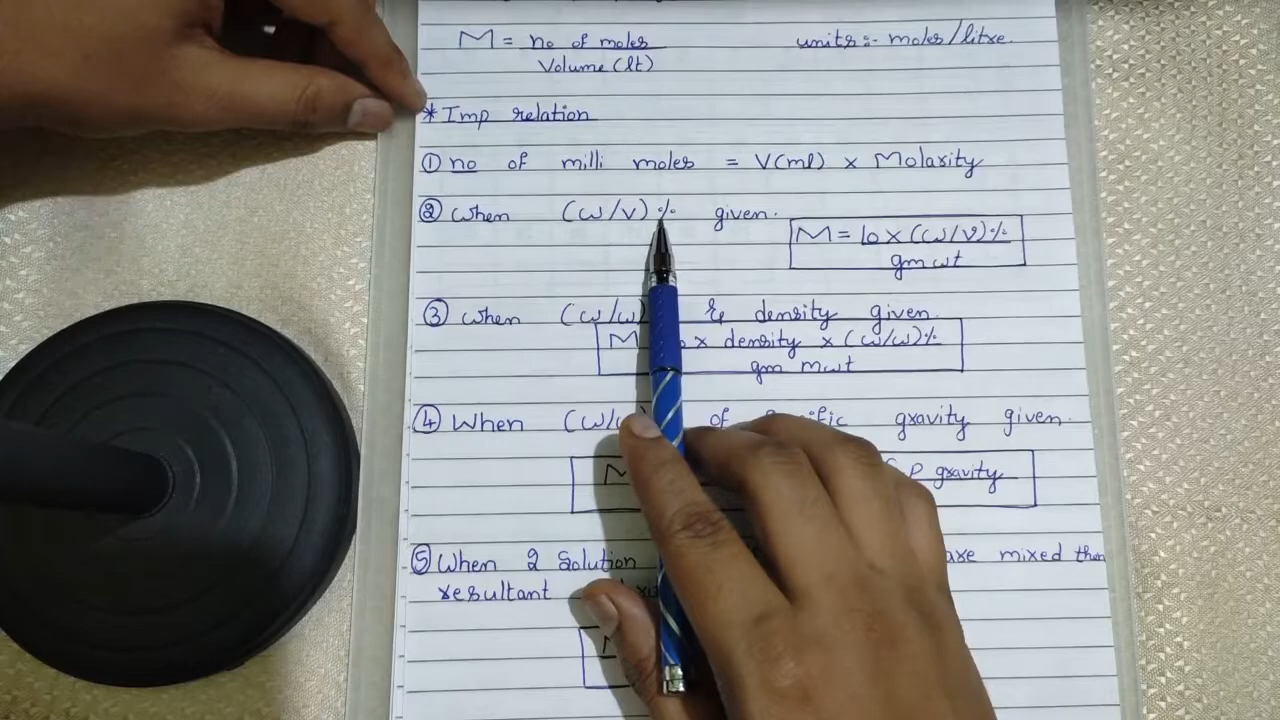 M = no of moles units:- moles/litre.
Volume (lt)
* Imp relation
① no of milli moles = V(ml) x Molarity
② When (w/v)% given.
M = 10 x (w/v)%
gm wt
③ When (w/w) & density given.
M x density x (w/w)%
gm mwt
④ When of gravity given.
M gravity
⑤ When 2 Solution are mixed then
resultant